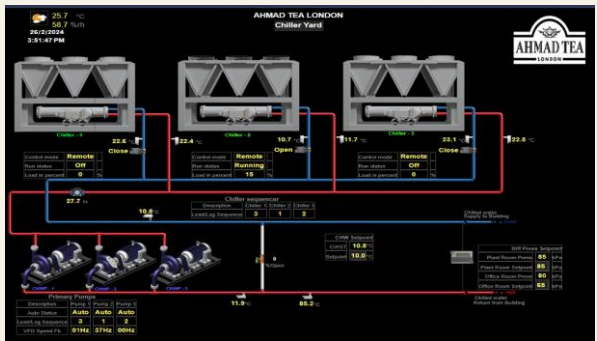 25.7 °C
58.7 %rh
26/2/2024
3:51:47 PM
AHMAD TEA LONDON
Chiller Yard
AHMAD TEA
LONDON
Chiller - 1
Chiller - 2
Chiller - 3
22.5 °C
Close
22.4 °C
10.7 °C
Open
11.7 °C
23.1 °C
Close
22.8 °C
Control mode Remote
Run status Off
Load in percent 0 %
Control mode Remote
Run status Running
Load in percent 15 %
Control mode Remote
Run status Off
Load in percent 0 %
27.7
10.8 °C
Chiller sequencer
Description Chiller 1 Chiller 2 Chiller 3
Lead/Lag Sequence 3 1 2
Chilled water
Supply to Building
0
%Open
CHW Setpoint
CWST 10.8
Setpoint 10.0
Diff Press Setpoint
Plant Room Press 85 kPa
Plant Room Setpoint 85 kPa
Office Room Press 80 kPa
Office Room Setpoint 65 kPa
Chilled water
Return from Building
11.9 °C
85.2
Primary Pumps
Description Pump 1 Pump 2 Pump 3
Auto Status Auto Auto Auto
Lead/Lag Sequence 3 1 2
VFD Speed Fb 01Hz 37Hz 00Hz